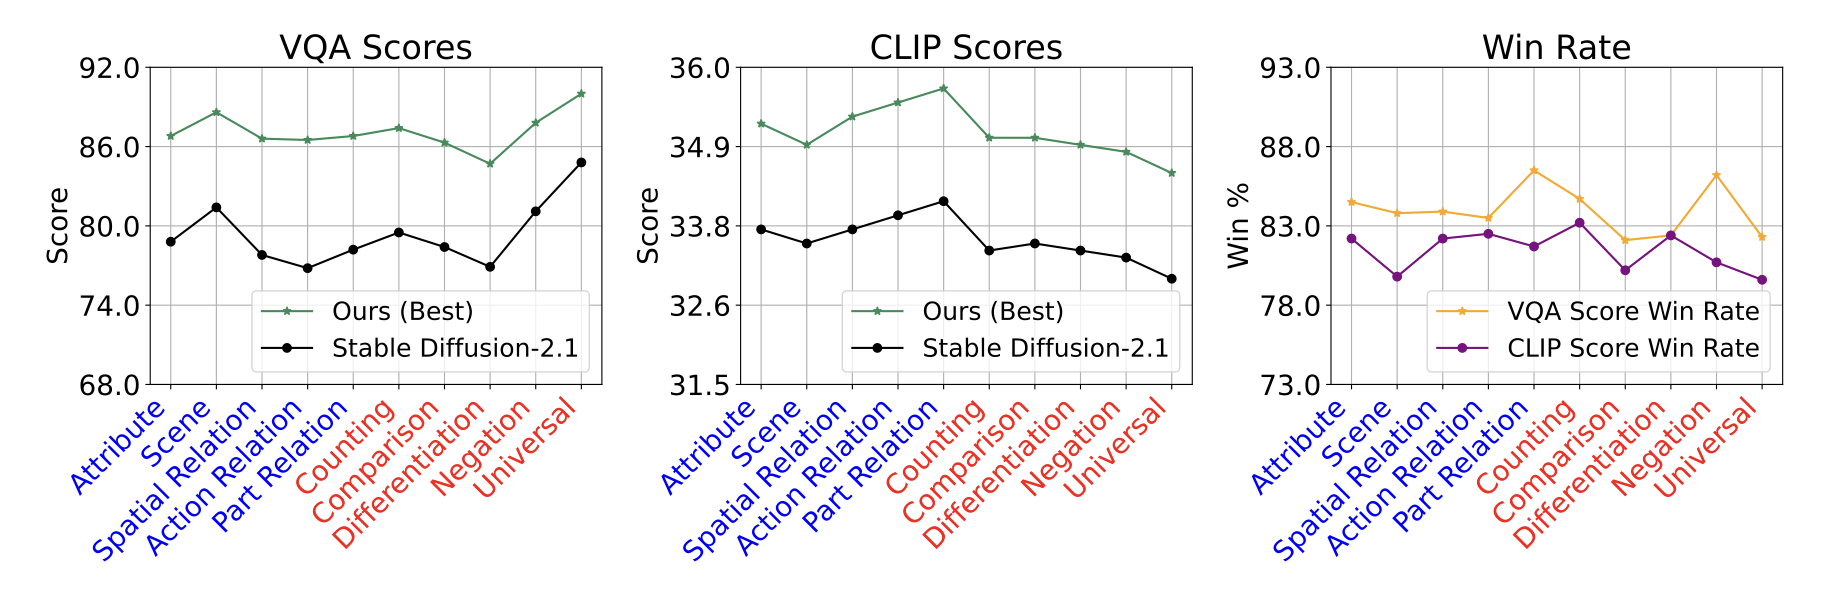 VQA Scores
92.0
86.0
80.0
74.0
68.0
Score
Ours (Best)
Stable Diffusion-2.1
Attribute
Scene
Spatial Relation
Action Relation
Part Relation
Counting
Comparison
Differentiation
Negation
Universal
CLIP Scores
36.0
34.9
33.8
32.6
31.5
Score
Ours (Best)
Stable Diffusion-2.1
Attribute
Scene
Spatial Relation
Action Relation
Part Relation
Counting
Comparison
Differentiation
Negation
Universal
Win Rate
93.0
88.0
83.0
78.0
73.0
Win %
VQA Score Win Rate
CLIP Score Win Rate
Attribute
Scene
Spatial Relation
Action Relation
Part Relation
Counting
Comparison
Differentiation
Negation
Universal